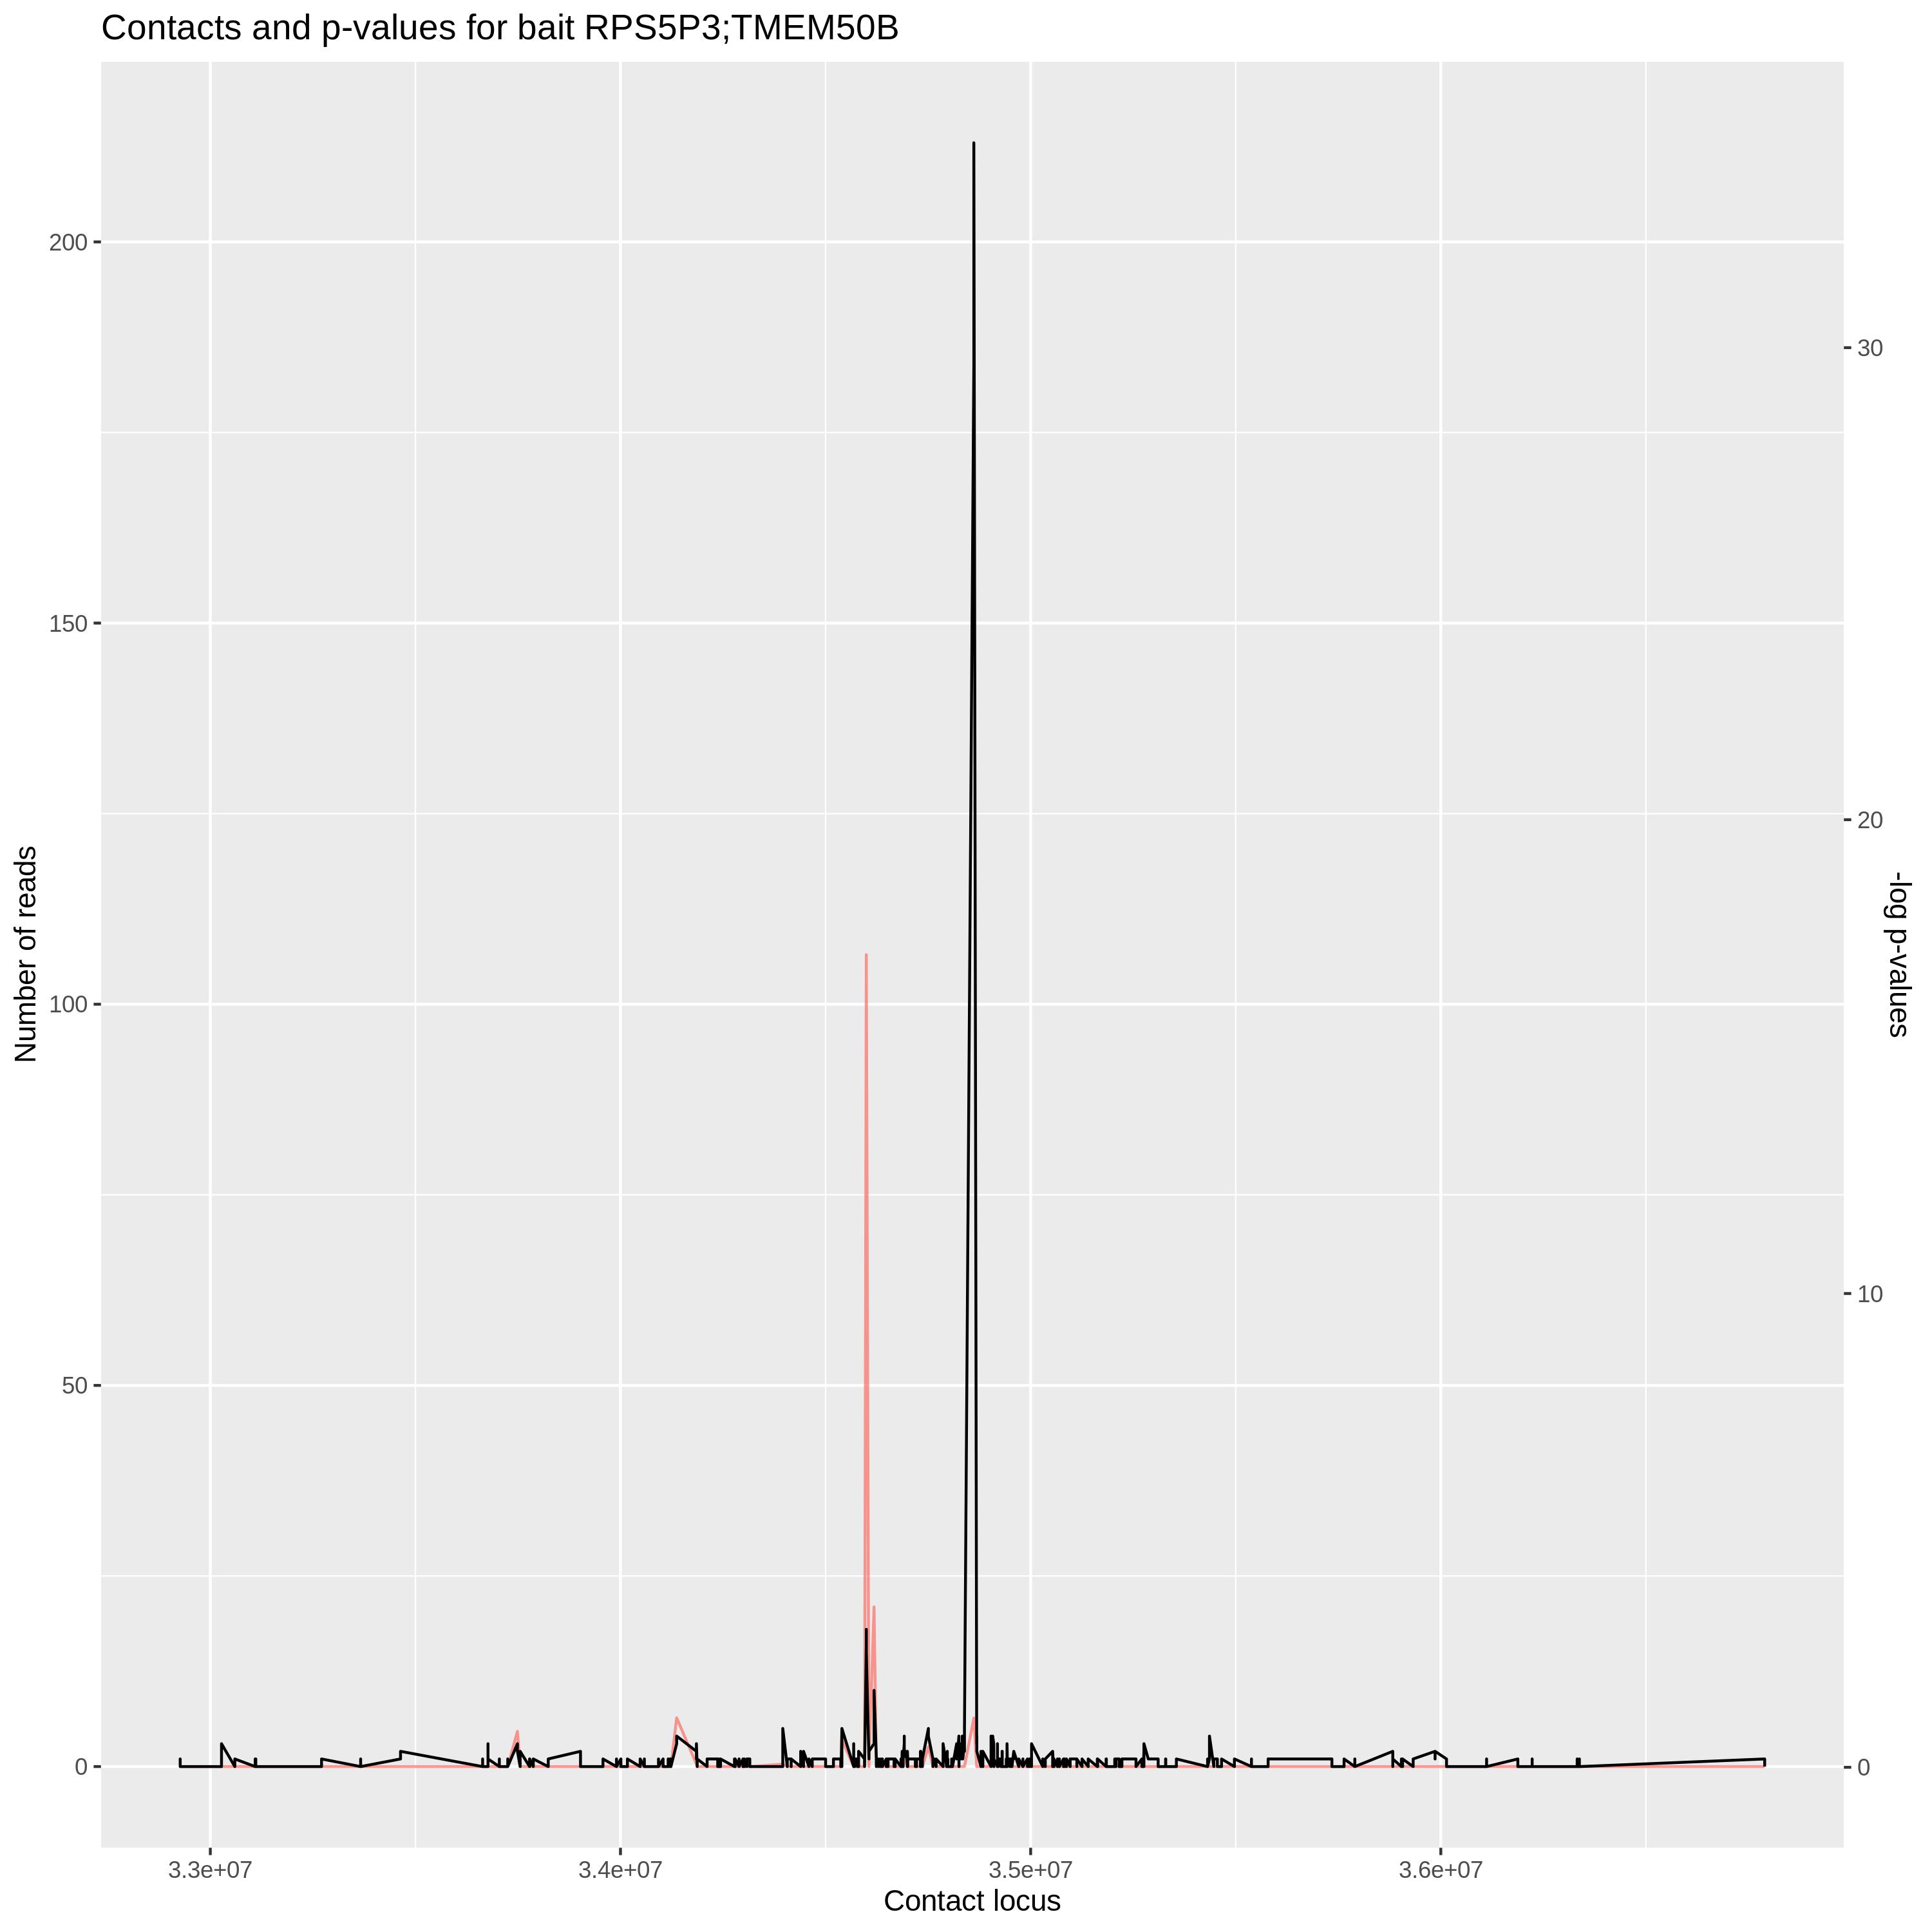 Contacts and p-values for bait RPS5P3;TMEM50B
Number of reads
200
150
100
50
0
30
20
10
0
-log p-values
3.3e+07
3.4e+07
3.5e+07
3.6e+07
Contact locus